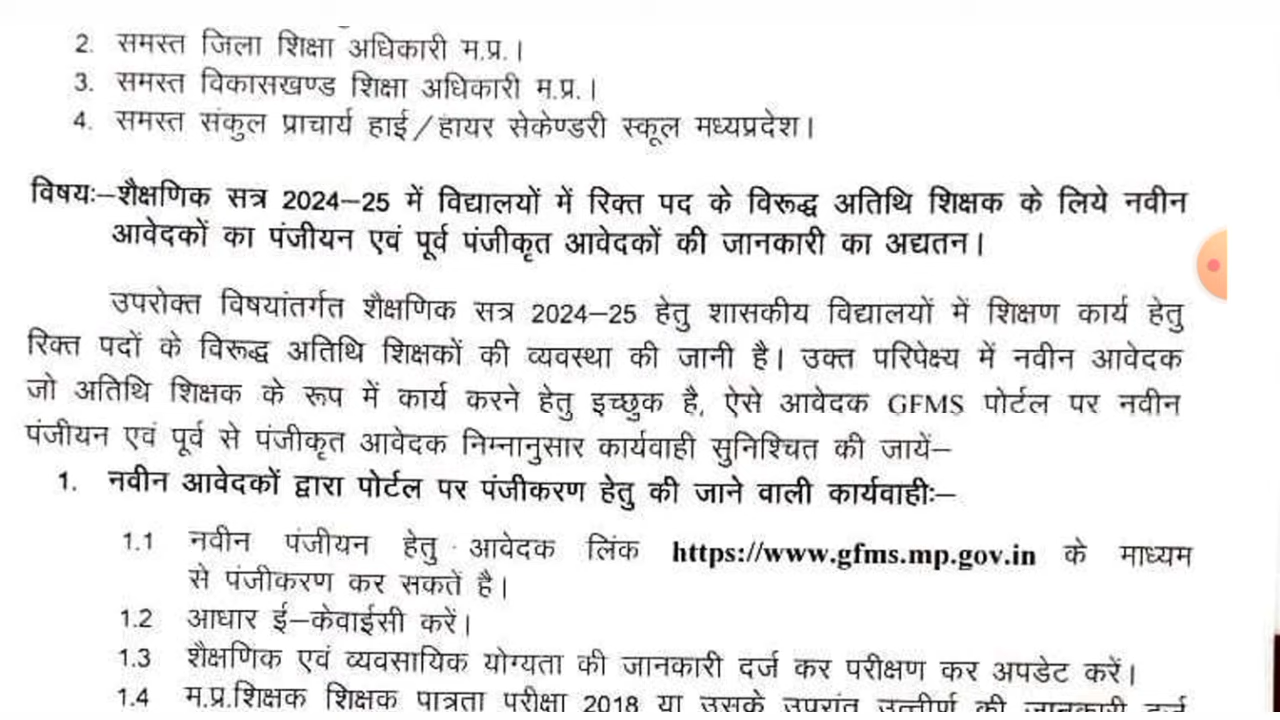 2. समस्त जिला शिक्षा अधिकारी म.प्र.।
3. समस्त विकासखण्ड शिक्षा अधिकारी म.प्र.।
4. समस्त संकुल प्राचार्य हाई/हायर सेकेण्डरी स्कूल मध्यप्रदेश।
विषयः–शैक्षणिक सत्र 2024–25 में विद्यालयों में रिक्त पद के विरूद्ध अतिथि शिक्षक के लिये नवीन
आवेदकों का पंजीयन एवं पूर्व पंजीकृत आवेदकों की जानकारी का अद्यतन।
उपरोक्त विषयांतर्गत शैक्षणिक सत्र 2024–25 हेतु शासकीय विद्यालयों में शिक्षण कार्य हेतु
रिक्त पदों के विरूद्ध अतिथि शिक्षकों की व्यवस्था की जानी है। उक्त परिपेक्ष्य में नवीन आवेदक
जो अतिथि शिक्षक के रूप में कार्य करने हेतु इच्छुक है, ऐसे आवेदक GFMS पोर्टल पर नवीन
पंजीयन एवं पूर्व से पंजीकृत आवेदक निम्नानुसार कार्यवाही सुनिश्चित की जायें–
1. नवीन आवेदकों द्वारा पोर्टल पर पंजीकरण हेतु की जाने वाली कार्यवाहीः–
1.1 नवीन पंजीयन हेतु आवेदक लिंक https://www.gfms.mp.gov.in के माध्यम
से पंजीकरण कर सकतें है।
1.2 आधार ई–केवाईसी करें।
1.3 शैक्षणिक एवं व्यवसायिक योग्यता की जानकारी दर्ज कर परीक्षण कर अपडेट करें।
1.4 म.प्र.शिक्षक शिक्षक पात्रता परीक्षा 2018 या उसके उपरांत उत्तीर्ण की जानकारी दर्ज